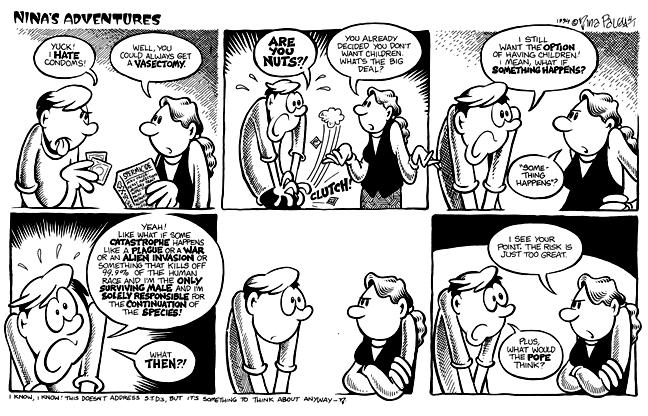 NINA'S ADVENTURES
1994 © Nina Paley
YUCK!
I HATE
CONDOMS!
WELL, YOU
COULD ALWAYS GET
A VASECTOMY.
SPERMICIDE
ARE
YOU
NUTS?!
YOU ALREADY
DECIDED YOU DON'T
WANT CHILDREN.
WHAT'S THE BIG
DEAL?
CLUTCH!
I STILL
WANT THE OPTION
OF HAVING CHILDREN!
I MEAN, WHAT IF
SOMETHING HAPPENS?
"SOME-
THING
HAPPENS"?
YEAH!
LIKE WHAT IF SOME
CATASTROPHE HAPPENS
LIKE A PLAGUE OR A WAR
OR AN ALIEN INVASION OR
SOMETHING THAT KILLS OFF
99.9% OF THE HUMAN
RACE AND I'M THE ONLY
SURVIVING MALE AND I'M
SOLELY RESPONSIBLE FOR
THE CONTINUATION OF
THE SPECIES!
WHAT
THEN?!
I SEE YOUR
POINT. THE RISK IS
JUST TOO GREAT.
PLUS,
WHAT WOULD
THE POPE
THINK?
I KNOW, I KNOW! THIS DOESN'T ADDRESS S.T.D.S, BUT IT'S SOMETHING TO THINK ABOUT ANYWAY-